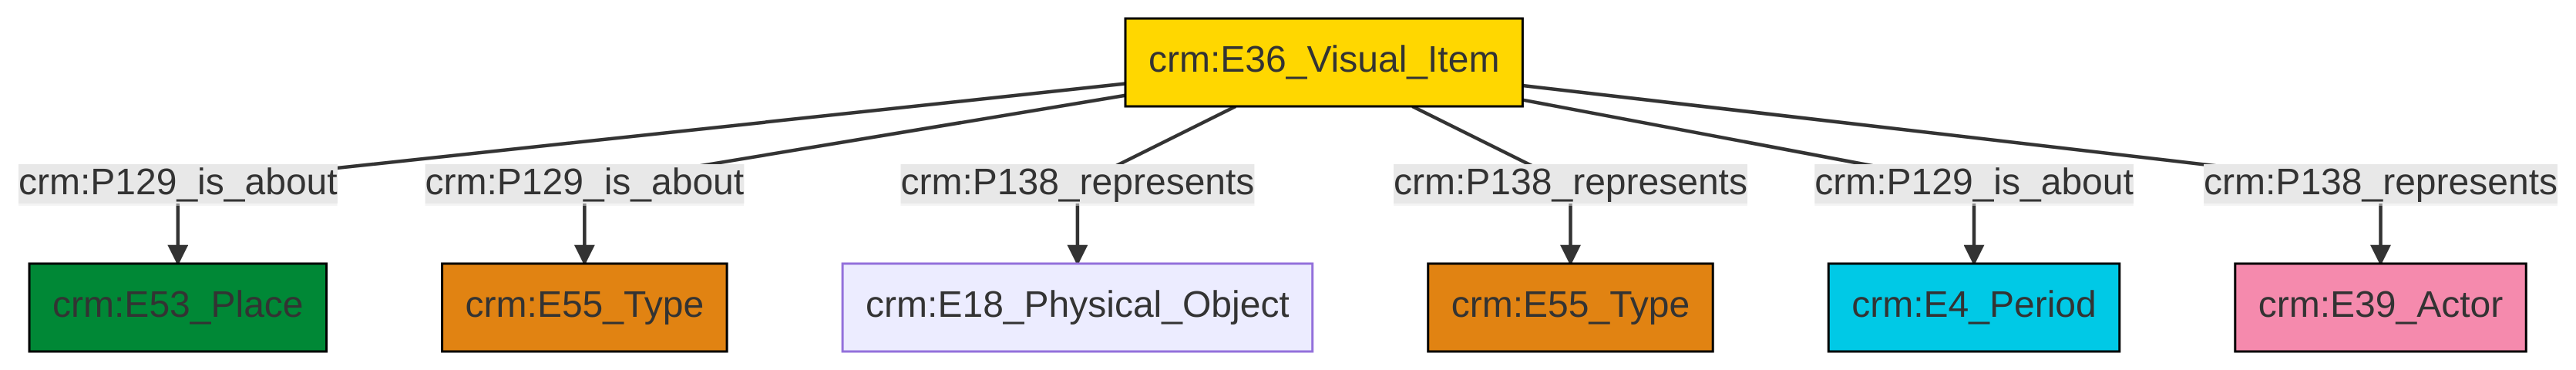 crm:E36_Visual_Item
crm:P129_is_about
crm:P129_is_about
crm:P138_represents
crm:P138_represents
crm:P129_is_about
crm:P138_represents
crm:E53_Place
crm:E55_Type
crm:E18_Physical_Object
crm:E55_Type
crm:E4_Period
crm:E39_Actor